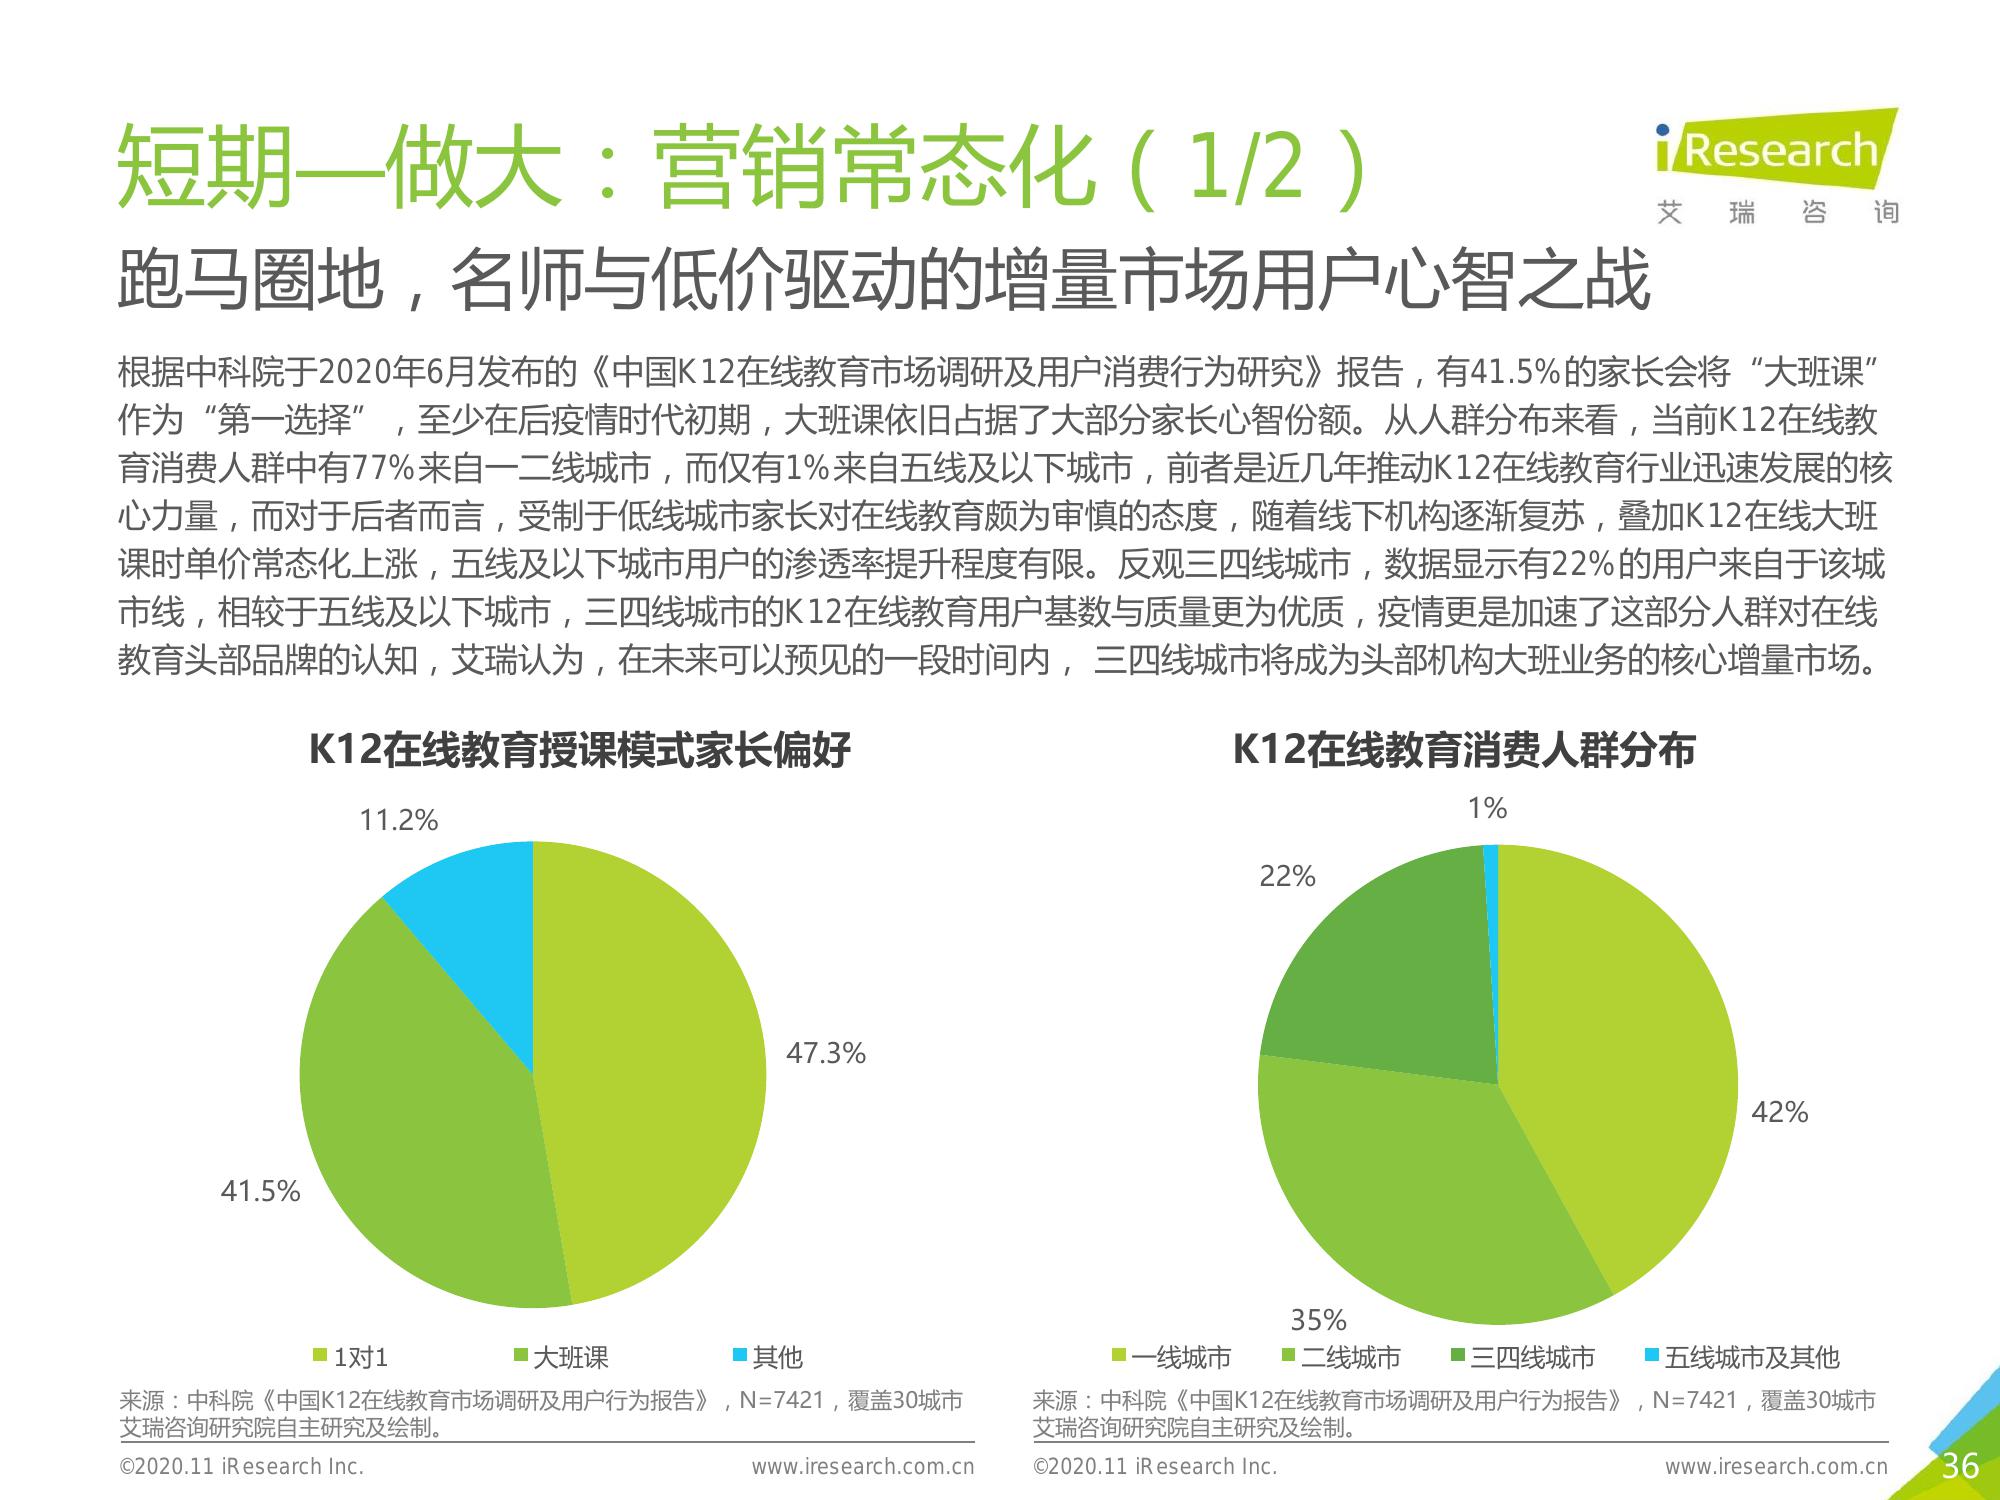 短期—做大：营销常态化（1/2）
iResearch
艾瑞咨询
跑马圈地，名师与低价驱动的增量市场用户心智之战
根据中科院于2020年6月发布的《中国K12在线教育市场调研及用户消费行为研究》报告，有41.5%的家长会将“大班课”
作为“第一选择”，至少在后疫情时代初期，大班课依旧占据了大部分家长心智份额。从人群分布来看，当前K12在线教
育消费人群中有77%来自一二线城市，而仅有1%来自五线及以下城市，前者是近几年推动K12在线教育行业迅速发展的核
心力量，而对于后者而言，受制于低线城市家长对在线教育颇为审慎的态度，随着线下机构逐渐复苏，叠加K12在线大班
课时单价常态化上涨，五线及以下城市用户的渗透率提升程度有限。反观三四线城市，数据显示有22%的用户来自于该城
市线，相较于五线及以下城市，三四线城市的K12在线教育用户基数与质量更为优质，疫情更是加速了这部分人群对在线
教育头部品牌的认知，艾瑞认为，在未来可以预见的一段时间内， 三四线城市将成为头部机构大班业务的核心增量市场。
K12在线教育授课模式家长偏好
11.2%
47.3%
41.5%
1对1 大班课 其他
来源：中科院《中国K12在线教育市场调研及用户行为报告》，N=7421，覆盖30城市
艾瑞咨询研究院自主研究及绘制。
©2020.11 iResearch Inc. www.iresearch.com.cn
K12在线教育消费人群分布
1%
22%
42%
35%
一线城市 二线城市 三四线城市 五线城市及其他
来源：中科院《中国K12在线教育市场调研及用户行为报告》，N=7421，覆盖30城市
艾瑞咨询研究院自主研究及绘制。
©2020.11 iResearch Inc. www.iresearch.com.cn
36